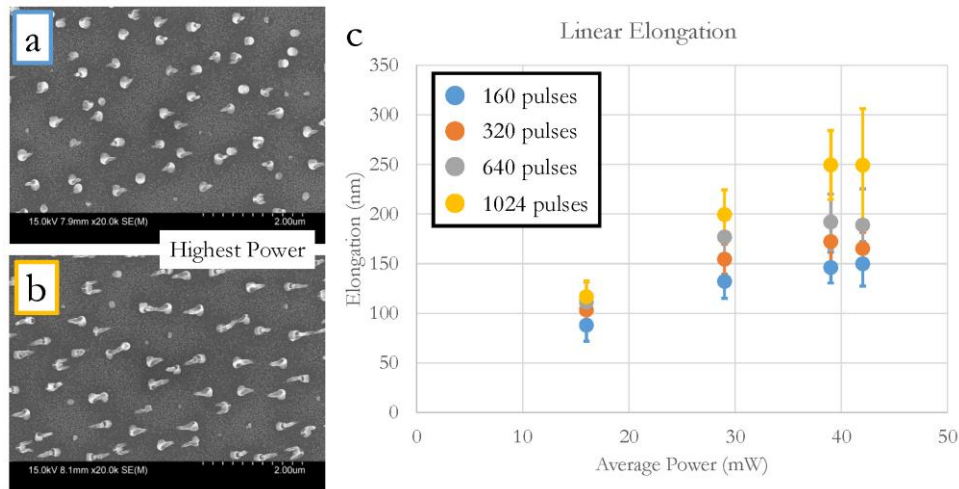 a
15.0kV 7.9mm x20.0k SE(M)
2.00um
Highest Power
b
15.0kV 8.1mm x20.0k SE(M)
2.00um
c
Linear Elongation
350
300
250
200
150
100
50
0
Elongation (nm)
160 pulses
320 pulses
640 pulses
1024 pulses
0
10
20
30
40
50
Average Power (mW)